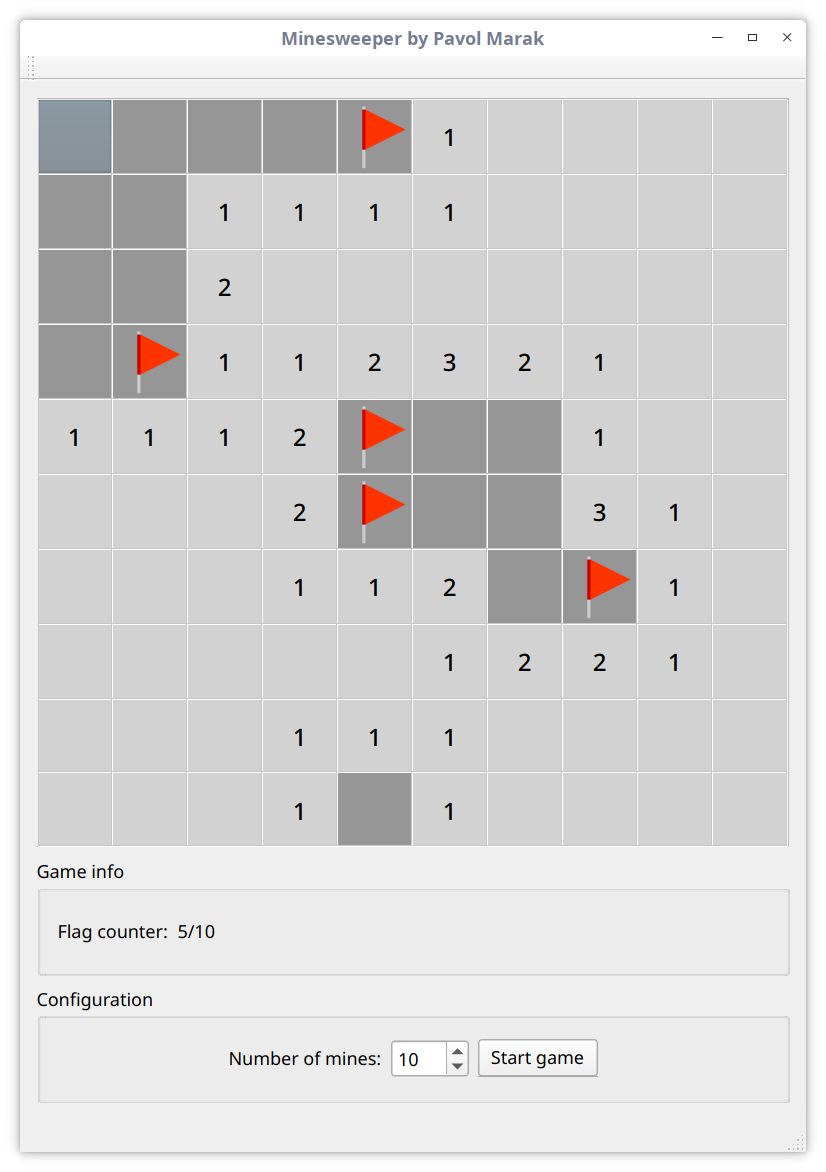 Minesweeper by Pavol Marak
1
1 1 1 1
2
1 1 2 3 2 1
1 1 1 2 1
2 3 1
1 1 2 1
1 2 2 1
1 1 1
1 1
Game info
Flag counter: 5/10
Configuration
Number of mines: 10 Start game